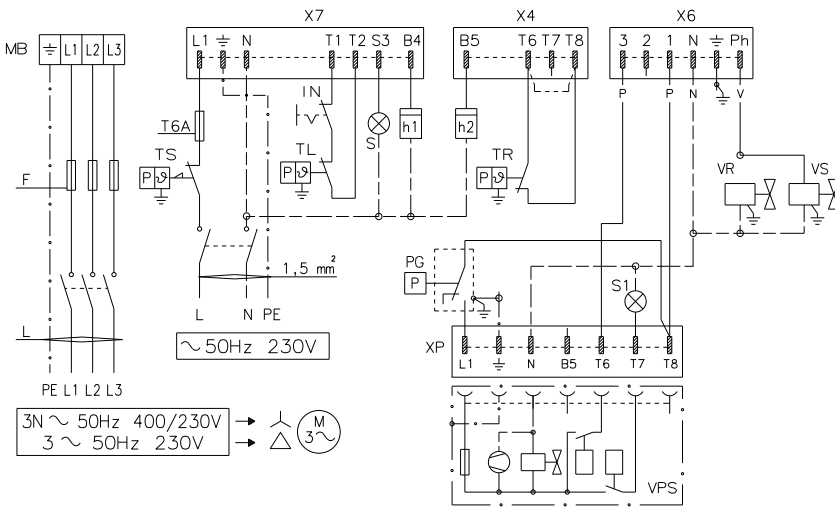 X7
X4
X6
MB
L1 L2 L3
L1 N T1 T2 S3 B4
B5 T6 T7 T8
3 2 1 N Ph
P P N V
IN
T6A
S
h1
h2
TS
P ϑ
TL
P ϑ
TR
P ϑ
F
VR
VS
1,5 mm²
PG
P
S1
L
L N PE
XP
L1 N B5 T6 T7 T8
~ 50Hz 230V
PE L1 L2 L3
3N ~ 50Hz 400/230V
3 ~ 50Hz 230V
M
3~
VPS